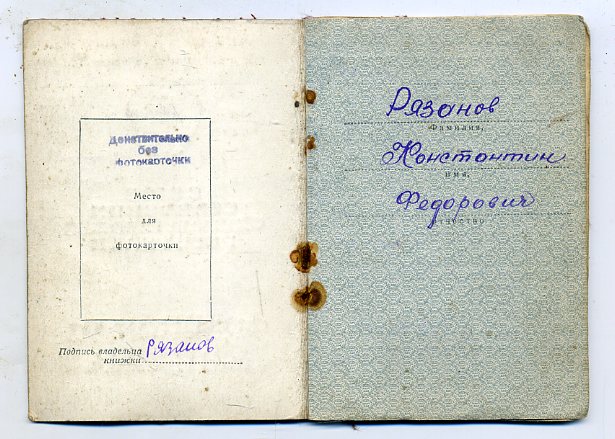 Действительно
без
фотокарточки
Место
для
фотокарточки
Подпись владельца
книжки Рязанов
Рязанов
Фамилия,
Константин
имя,
Федорович
отчество